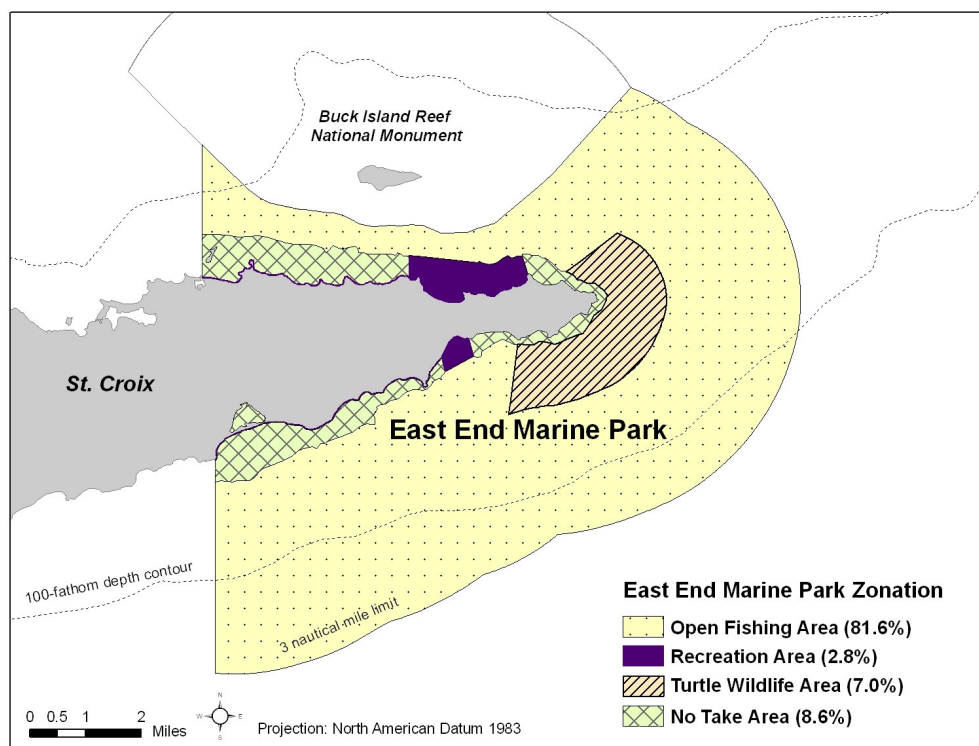 Buck Island Reef
National Monument
St. Croix
East End Marine Park
100-fathom depth contour
3 nautical mile limit
East End Marine Park Zonation
Open Fishing Area (81.6%)
Recreation Area (2.8%)
Turtle Wildlife Area (7.0%)
No Take Area (8.6%)
0 0.5 1 2
Miles
N
W E
S
Projection: North American Datum 1983